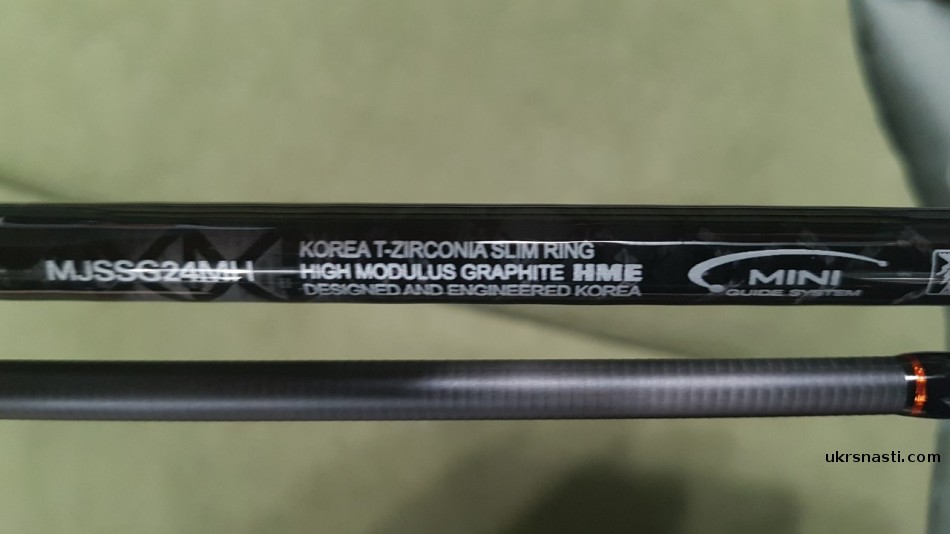 MJSSG24MH
KOREA T-ZIRCONIA SLIM RING
HIGH MODULUS GRAPHITE HME
DESIGNED AND ENGINEERED KOREA
MINI
GUIDE SYSTEM
ukrsnasti.com